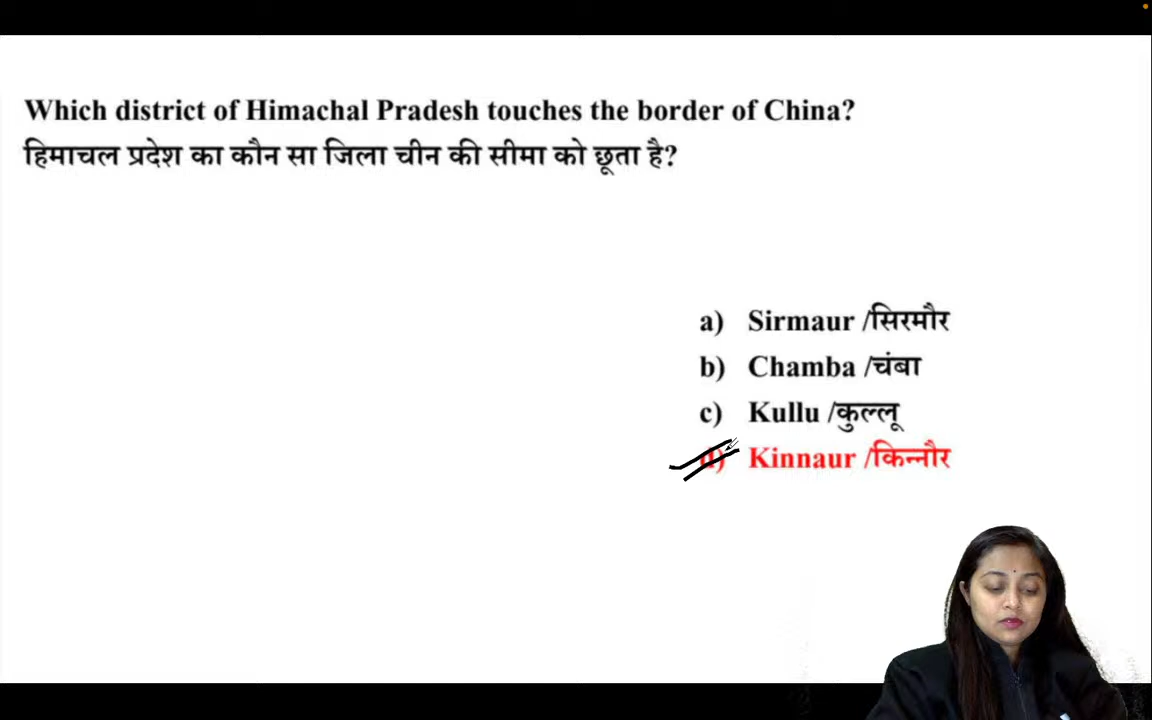 Which district of Himachal Pradesh touches the border of China?
हिमाचल प्रदेश का कौन सा जिला चीन की सीमा को छूता है?
a) Sirmaur /सिरमौर
b) Chamba /चंबा
c) Kullu /कुल्लू
d) Kinnaur /किन्नौर